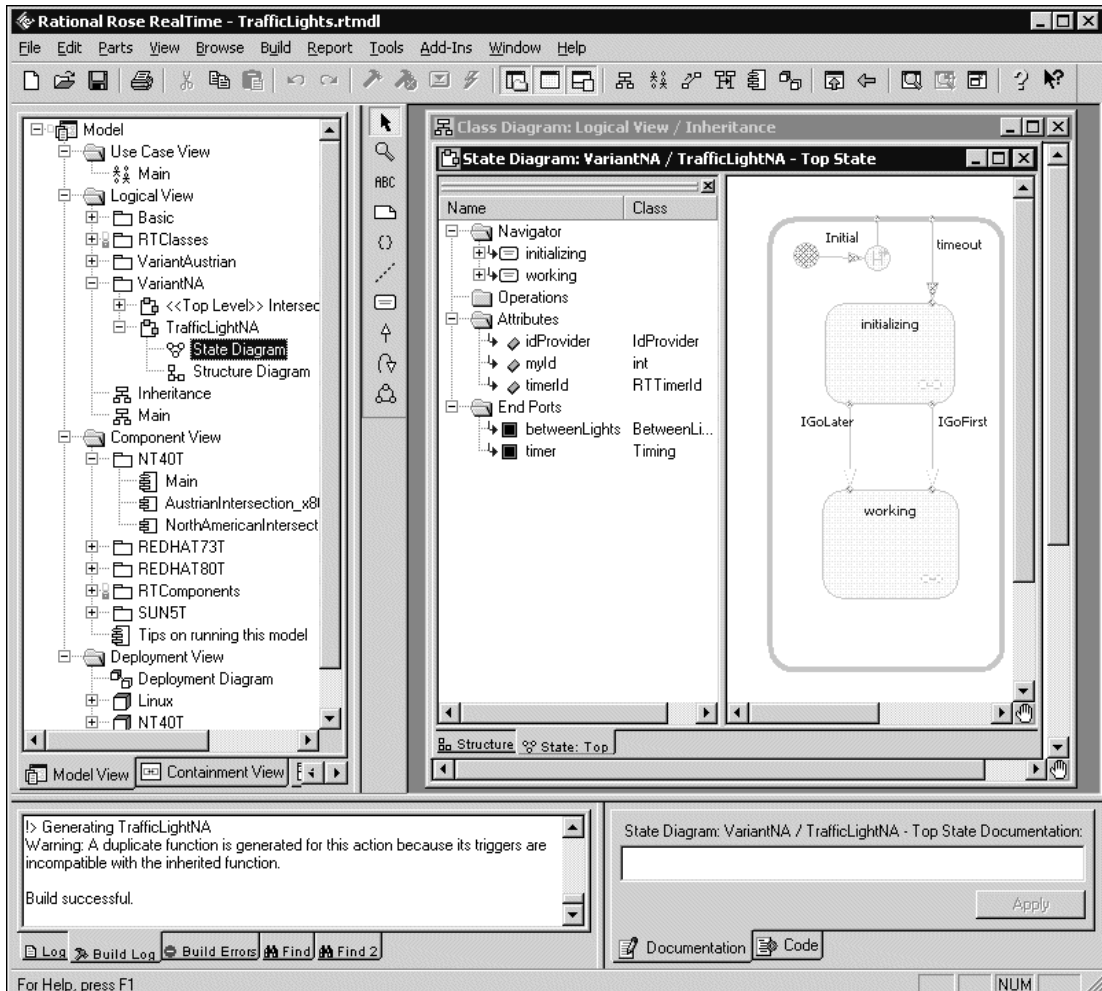 Rational Rose RealTime - TrafficLights.rtmdl
File Edit Parts View Browse Build Report Tools Add-Ins Window Help
ABC
Model
Use Case View
Main
Logical View
Basic
RTClasses
VariantAustrian
VariantNA
<<Top Level>> Intersec
TrafficLightNA
State Diagram
Structure Diagram
Inheritance
Main
Component View
NT40T
Main
AustrianIntersection_x8
NorthAmericanIntersect
REDHAT73T
REDHAT80T
RTComponents
SUN5T
Tips on running this model
Deployment View
Deployment Diagram
Linux
NT40T
Model View Containment View
Class Diagram: Logical View / Inheritance
State Diagram: VariantNA / TrafficLightNA - Top State
Name Class
Navigator
initializing
working
Operations
Attributes
idProvider IdProvider
myId int
timerId RTTimerId
End Ports
betweenLights BetweenLi...
timer Timing
Initial
H*
timeout
initializing
IGoLater IGoFirst
working
Structure State: Top
!> Generating TrafficLightNA
Warning: A duplicate function is generated for this action because its triggers are
incompatible with the inherited function.
Build successful.
Log Build Log Build Errors Find Find 2
State Diagram: VariantNA / TrafficLightNA - Top State Documentation:
Apply
Documentation Code
For Help, press F1
NUM